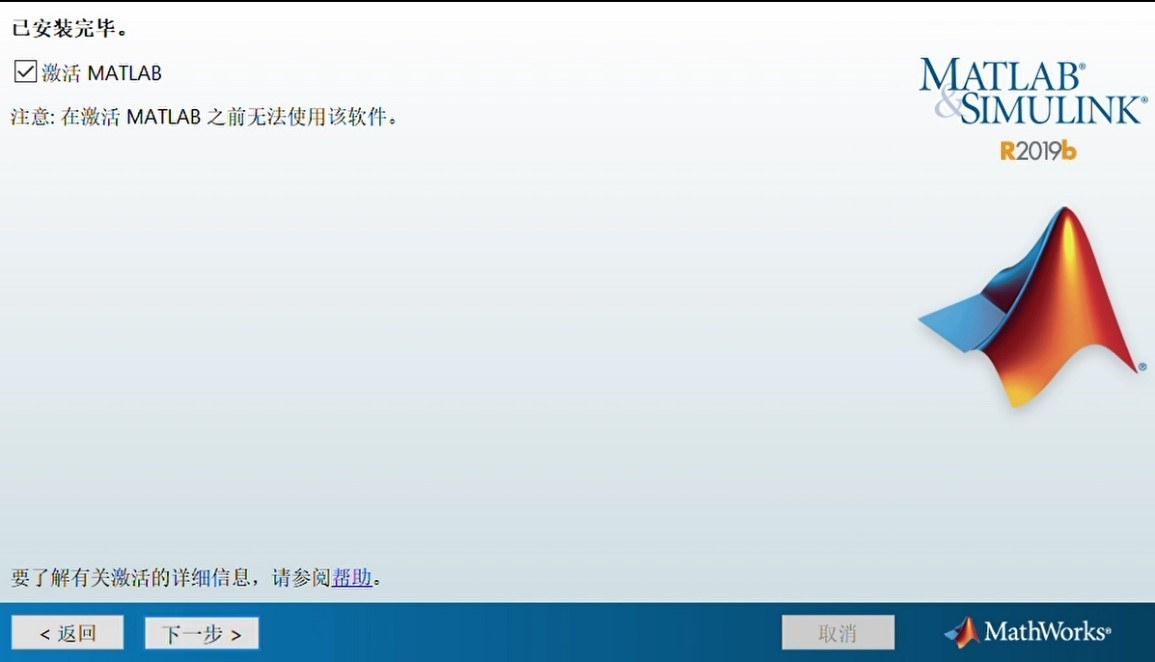 已安装完毕。
激活 MATLAB
注意: 在激活 MATLAB 之前无法使用该软件。
MATLAB®
&SIMULINK®
R2019b
®
要了解有关激活的详细信息，请参阅帮助。
< 返回
下一步 >
取消
MathWorks®